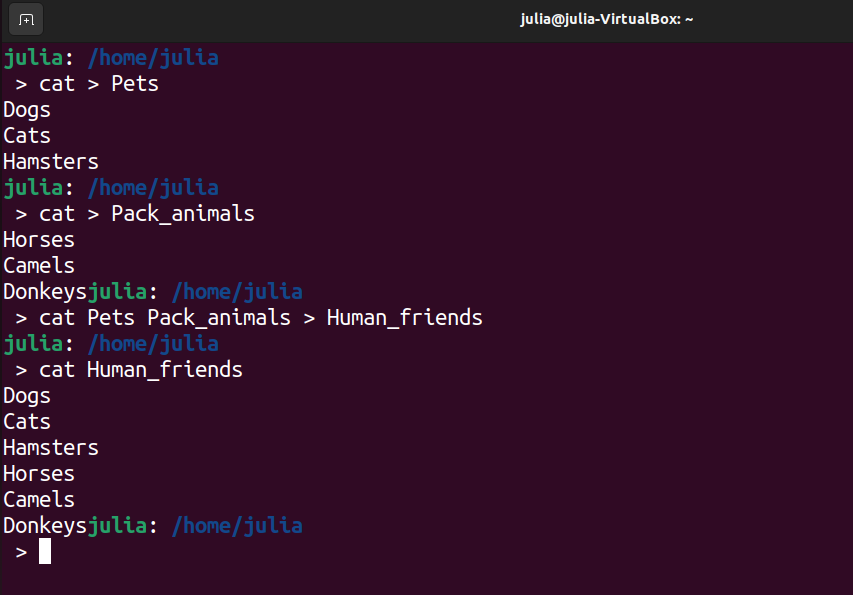 julia@julia-VirtualBox: ~
julia: /home/julia
 > cat > Pets
Dogs
Cats
Hamsters
julia: /home/julia
 > cat > Pack_animals
Horses
Camels
Donkeysjulia: /home/julia
 > cat Pets Pack_animals > Human_friends
julia: /home/julia
 > cat Human_friends
Dogs
Cats
Hamsters
Horses
Camels
Donkeysjulia: /home/julia
 >